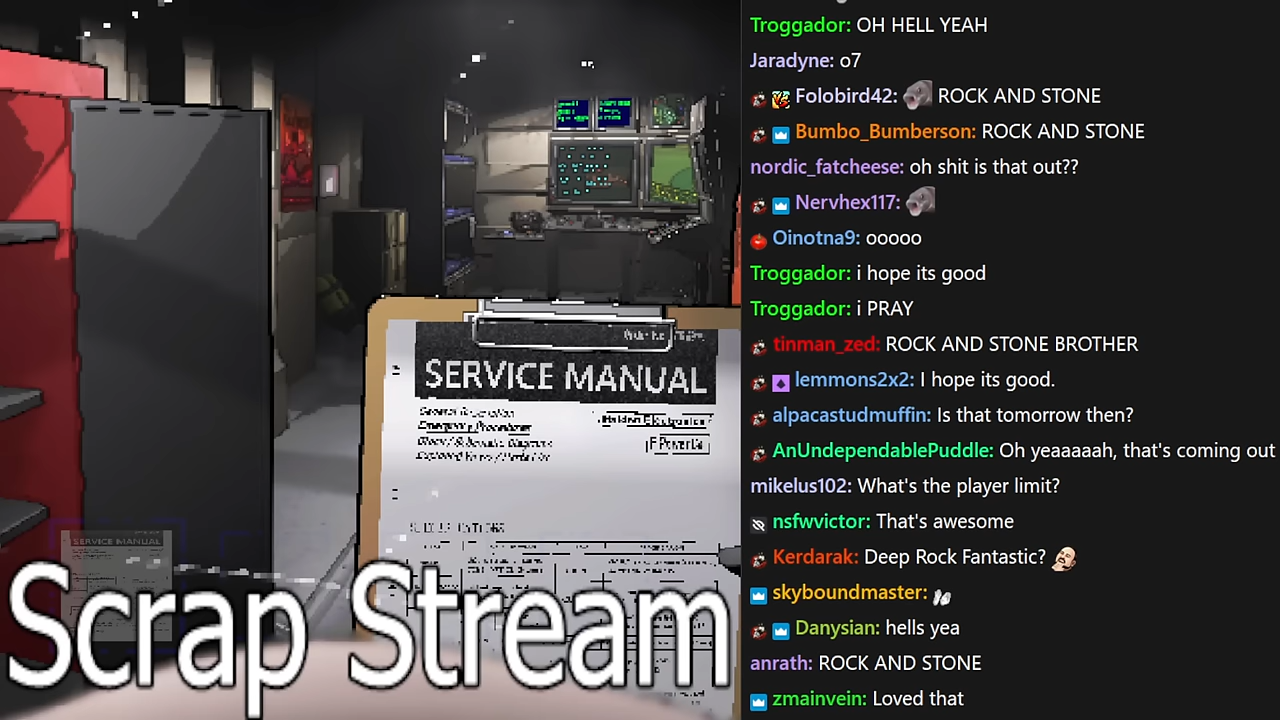 SERVICE MANUAL
Emergency Procedures
SERVICE MANUAL
Scrap Stream
Troggador: OH HELL YEAH
Jaradyne: o7
Folobird42: ROCK AND STONE
Bumbo_Bumberson: ROCK AND STONE
nordic_fatcheese: oh shit is that out??
Nervhex117:
Oinotna9: ooooo
Troggador: i hope its good
Troggador: i PRAY
tinman_zed: ROCK AND STONE BROTHER
lemmons2x2: I hope its good.
alpacastudmuffin: Is that tomorrow then?
AnUndependablePuddle: Oh yeaaaaah, that's coming out
mikelus102: What's the player limit?
nsfwvictor: That's awesome
Kerdarak: Deep Rock Fantastic?
skyboundmaster:
Danysian: hells yea
anrath: ROCK AND STONE
zmainvein: Loved that